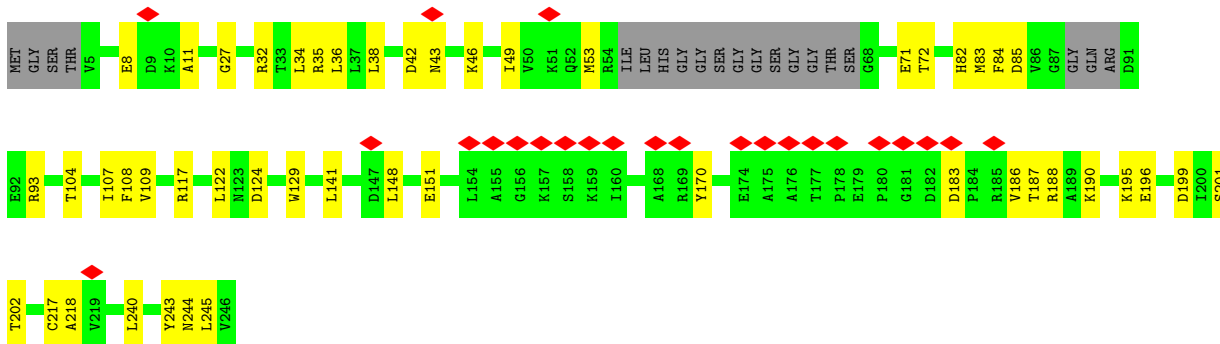 MET GLY SER THR V5 E8 D9 K10 A11 G27 R32 T33 L34 R35 L36 L37 L38 D42 N43 K46 I49 V50 K51 Q52 M53 R54 ILE LEU HIS GLY GLY SER GLY GLY SER GLY GLY THR SER G68 E71 T72 H82 M83 F84 D85 V86 G87 GLY GLN ARG D91
E92 R93 T104 I107 F108 V109 R117 L122 N123 D124 W129 L141 D147 L148 E151 L154 A155 G156 K157 S158 K159 I160 A168 R169 Y170 E174 A175 A176 T177 P178 E179 P180 G181 D182 D183 P184 R185 V186 T187 R188 A189 K190 K195 E196 D199 I200 S201
T202 C217 A218 V219 L240 Y243 N244 L245 V246